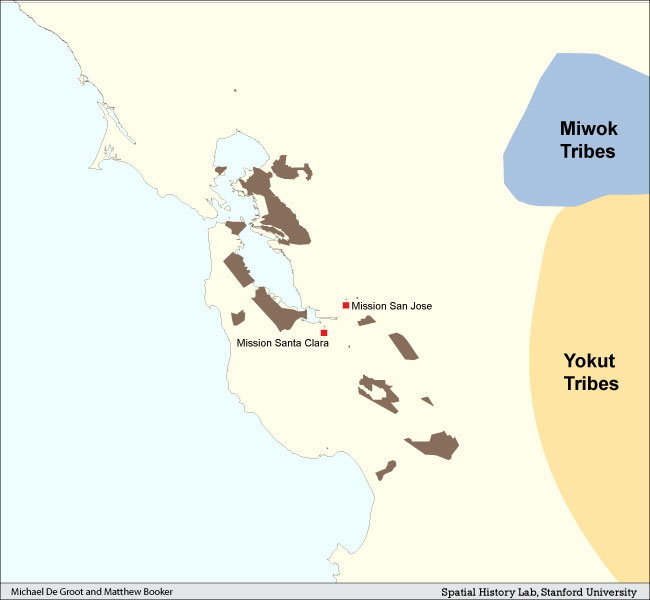 Miwok
Tribes
Mission San Jose
Mission Santa Clara
Yokut
Tribes
Michael De Groot and Matthew Booker
Spatial History Lab, Stanford University